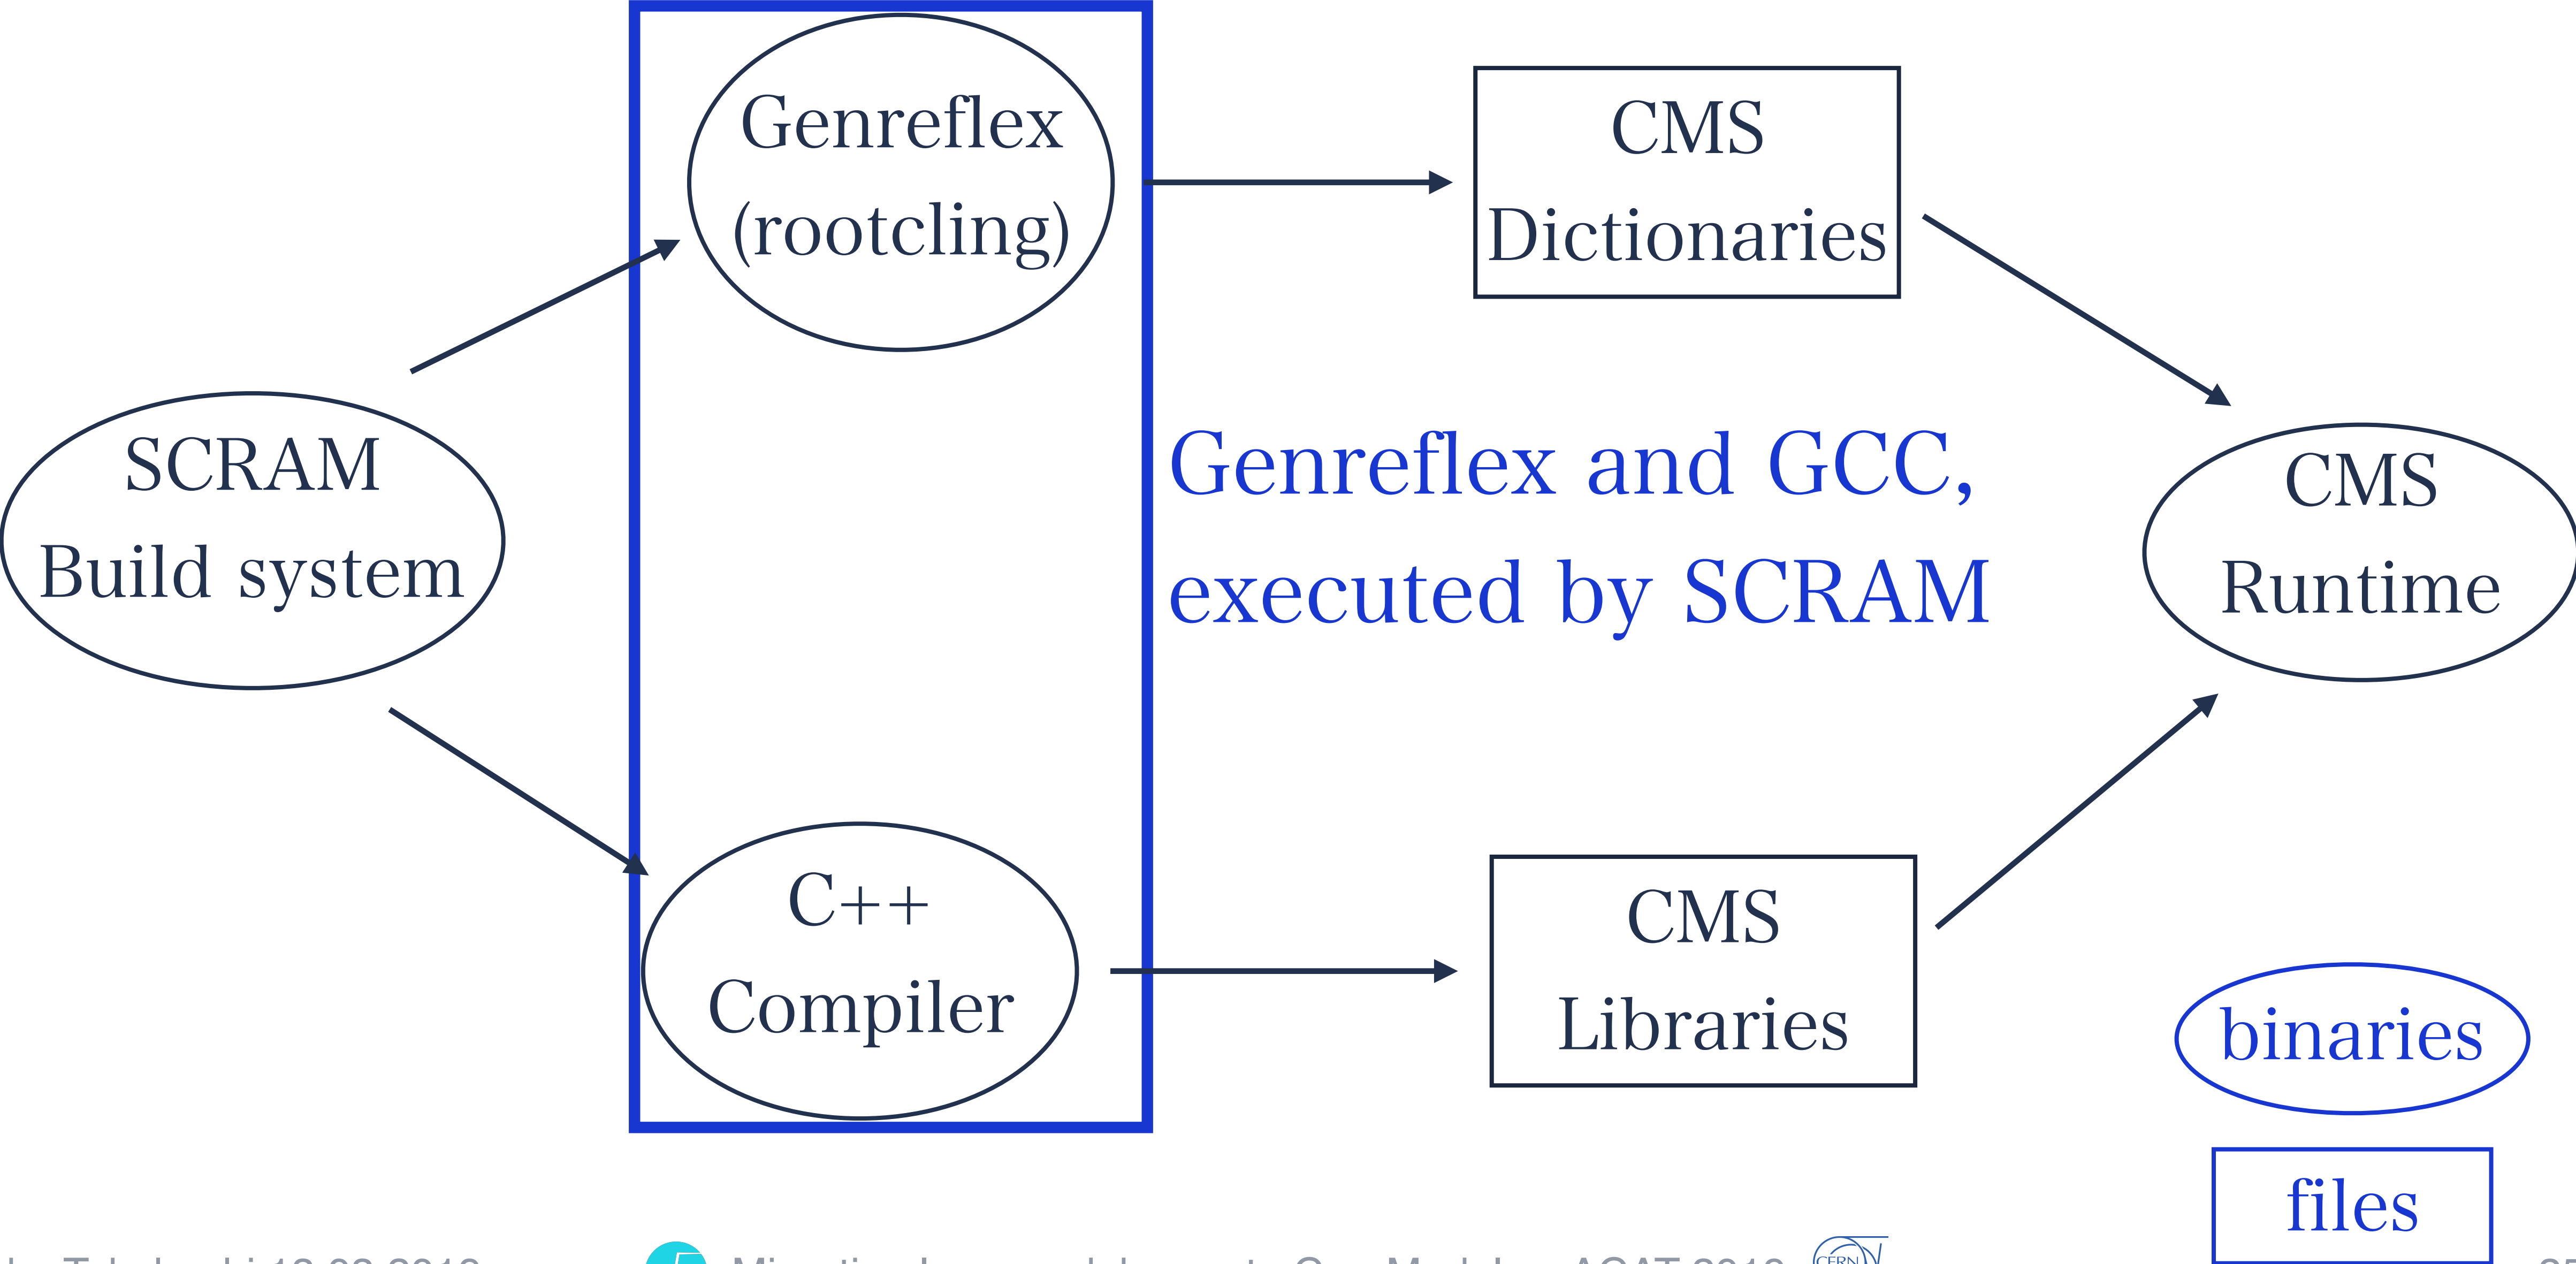 Genreflex
(rootcling)
CMS
Dictionaries
SCRAM
Build system
Genreflex and GCC,
executed by SCRAM
CMS
Runtime
C++
Compiler
CMS
Libraries
binaries
files
CERN